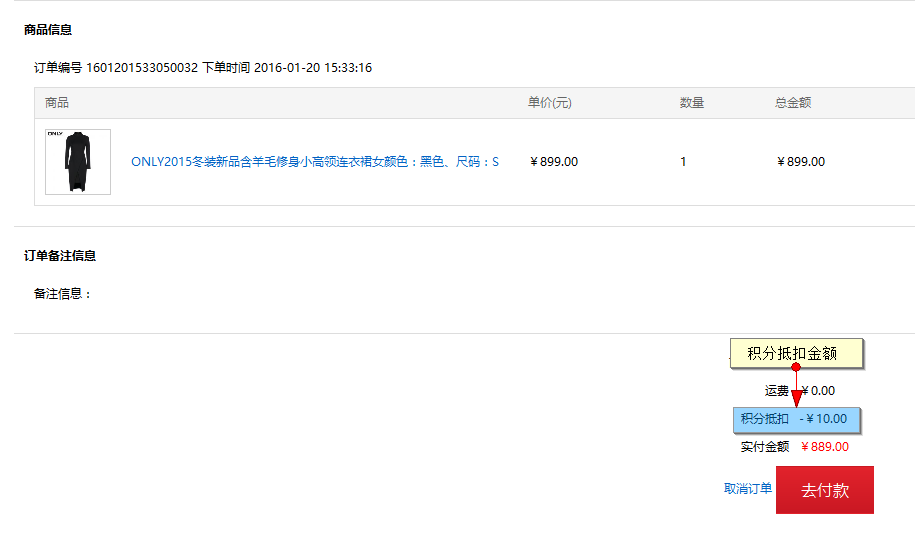 商品信息
订单编号 1601201533050032 下单时间 2016-01-20 15:33:16
商品 单价(元) 数量 总金额
ONLY
ONLY2015冬装新品含羊毛修身小高领连衣裙女颜色：黑色、尺码：S ￥899.00 1 ￥899.00
订单备注信息
备注信息：
积分抵扣金额
运费 ￥0.00
积分抵扣 -￥10.00
实付金额 ￥889.00
取消订单 去付款